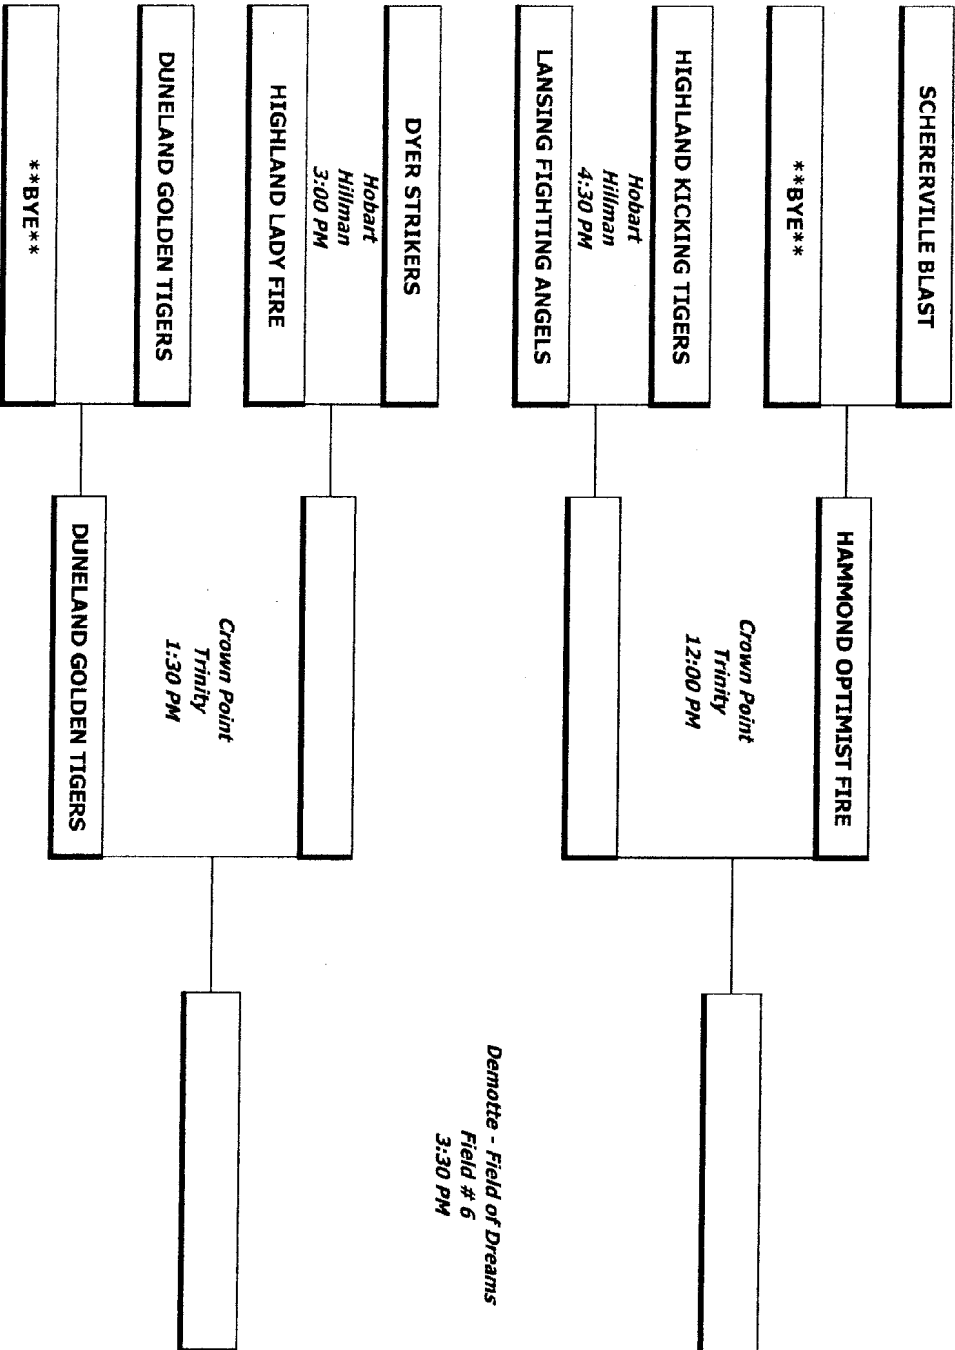 SCHERERVILLE BLAST
**BYE**
HIGHLAND KICKING TIGERS
Hobart
Hillman
4:30 PM
LANSING FIGHTING ANGELS
DYER STRIKERS
Hobart
Hillman
3:00 PM
HIGHLAND LADY FIRE
DUNELAND GOLDEN TIGERS
**BYE**
HAMMOND OPTIMIST FIRE
Crown Point
Trinity
12:00 PM
Crown Point
Trinity
1:30 PM
DUNELAND GOLDEN TIGERS
Demotte - Field of Dreams
Field # 6
3:30 PM